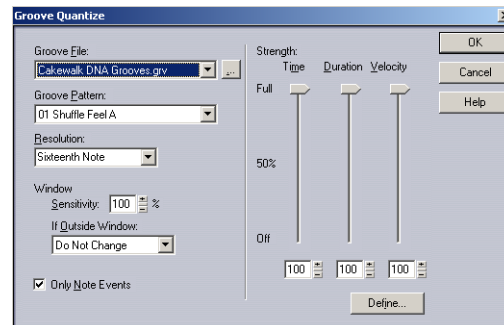 Groove Quantize
Groove File:
Cakewalk DNA Grooves.grv
...
Groove Pattern:
01 Shuffle Feel A
Resolution:
Sixteenth Note
Window
Sensitivity: 100 %
If Outside Window:
Do Not Change
Only Note Events
Strength:
Time Duration Velocity
Full
50%
Off
100 100 100
Define...
OK
Cancel
Help